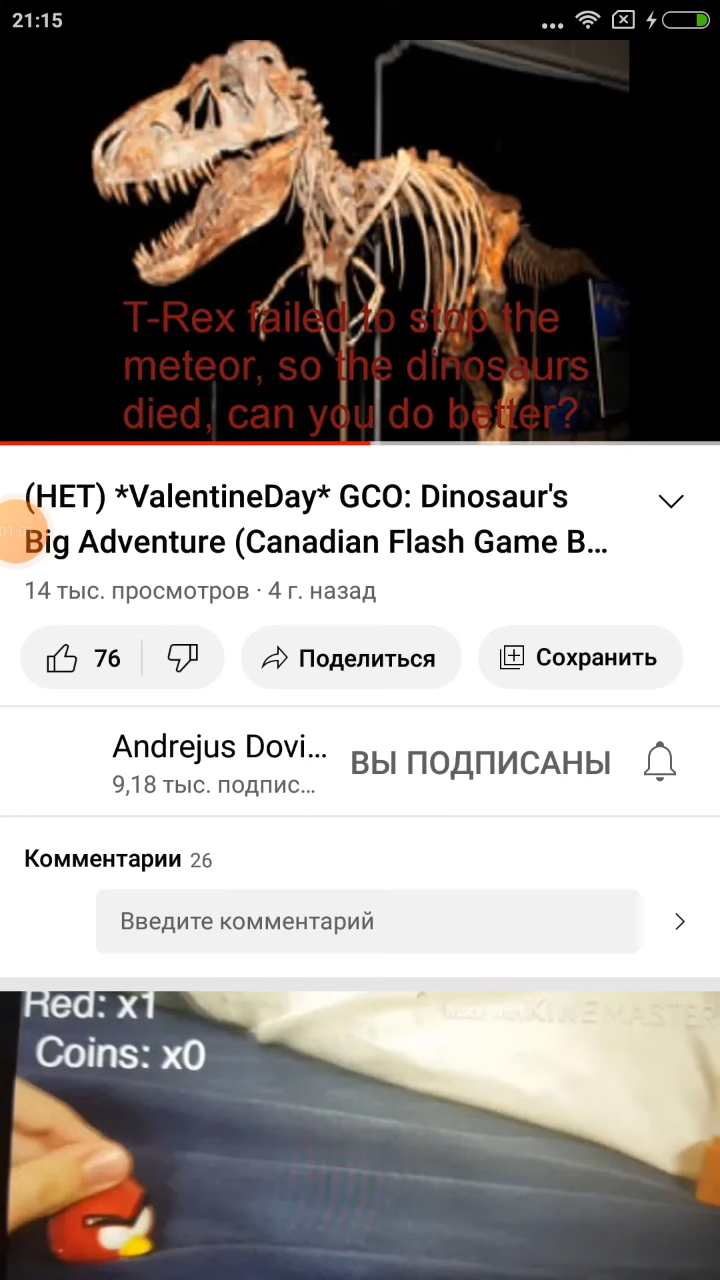 21:15
T-Rex failed to stop the
meteor, so the dinosaurs
died, can you do better?
(HET) *ValentineDay* GCO: Dinosaur's
Big Adventure (Canadian Flash Game B...
14 тыс. просмотров · 4 г. назад
76
Поделиться
Сохранить
Andrejus Dovi...
ВЫ ПОДПИСАНЫ
9,18 тыс. подпис...
Комментарии 26
Введите комментарий
Red: x1
Coins: x0
KINEMASTER